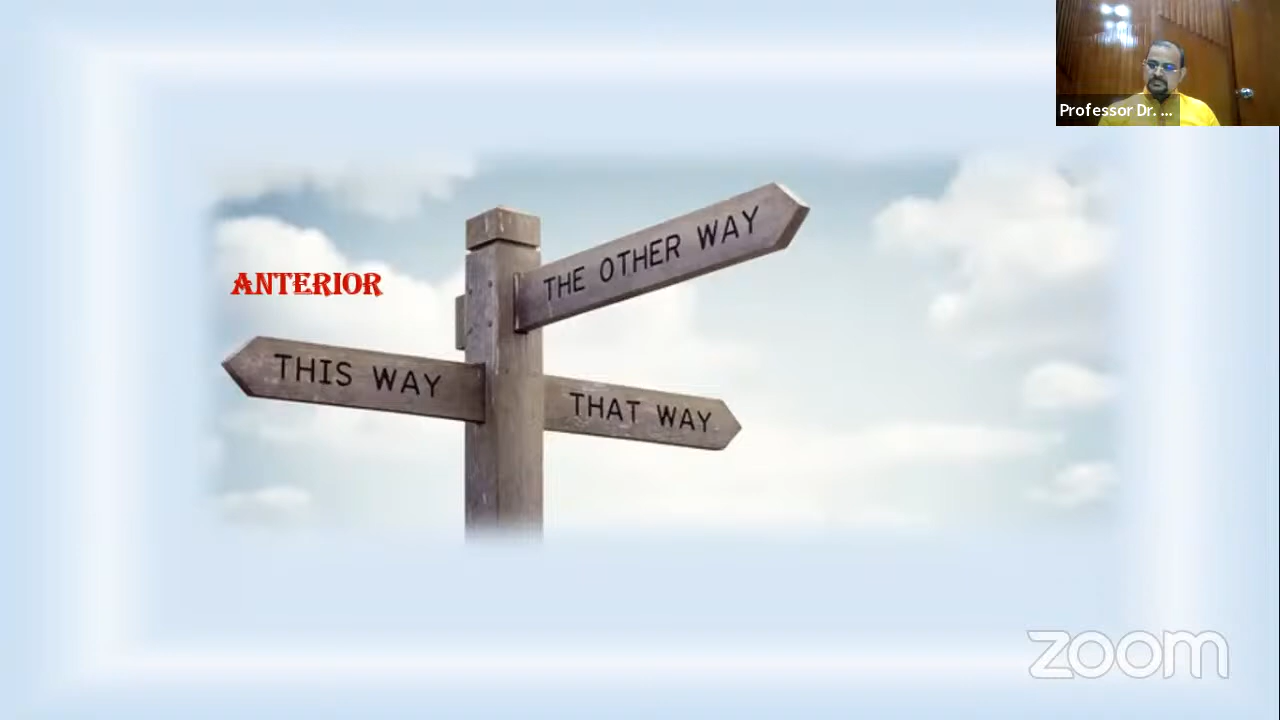 Professor Dr. ...
THE OTHER WAY
ANTERIOR
THIS WAY
THAT WAY
zoom